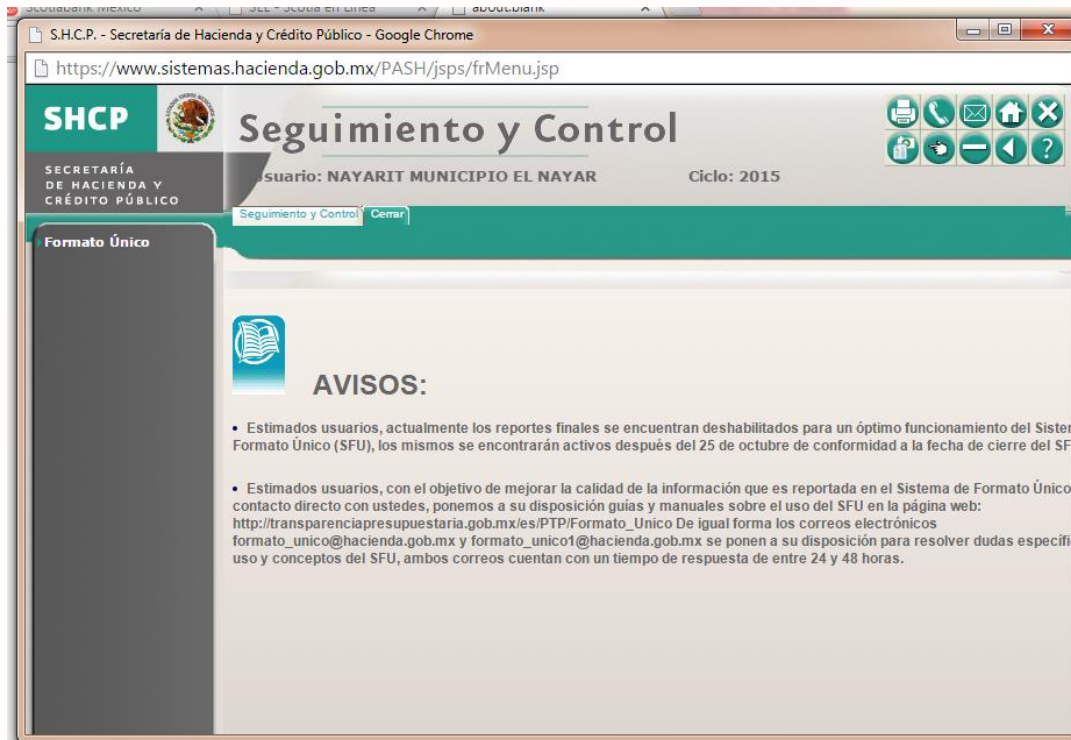 Scotiabank México
SEL - Scotia en Línea
about:blank
S.H.C.P. - Secretaría de Hacienda y Crédito Público - Google Chrome
https://www.sistemas.hacienda.gob.mx/PASH/jsps/frMenu.jsp
SHCP
SECRETARÍA
DE HACIENDA Y
CRÉDITO PÚBLICO
Seguimiento y Control
suario: NAYARIT MUNICIPIO EL NAYAR Ciclo: 2015
Seguimiento y Control Cerrar
Formato Único
AVISOS:
• Estimados usuarios, actualmente los reportes finales se encuentran deshabilitados para un óptimo funcionamiento del Sister
Formato Único (SFU), los mismos se encontrarán activos después del 25 de octubre de conformidad a la fecha de cierre del SF
• Estimados usuarios, con el objetivo de mejorar la calidad de la información que es reportada en el Sistema de Formato Único
contacto directo con ustedes, ponemos a su disposición guías y manuales sobre el uso del SFU en la página web:
http://transparenciapresupuestaria.gob.mx/es/PTP/Formato_Unico De igual forma los correos electrónicos
formato_unico@hacienda.gob.mx y formato_unico1@hacienda.gob.mx se ponen a su disposición para resolver dudas específi
uso y conceptos del SFU, ambos correos cuentan con un tiempo de respuesta de entre 24 y 48 horas.